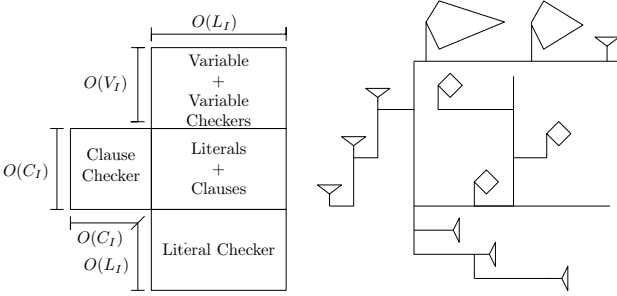 O(L_I)
O(V_I)
Variable
+
Variable
Checkers
O(C_I)
Clause
Checker
Literals
+
Clauses
O(C_I)
O(L_I)
Literal Checker